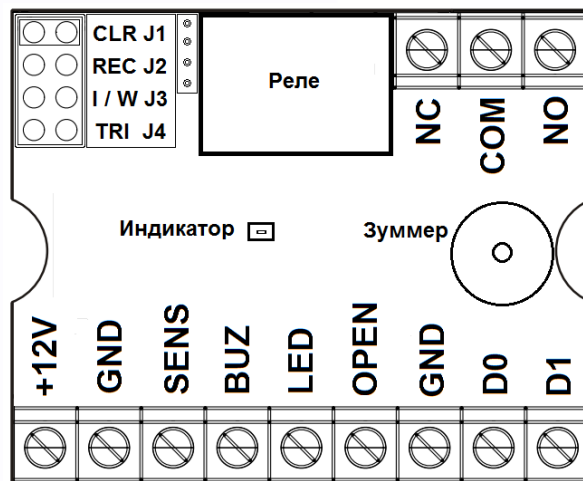 CLR J1
REC J2
I / W J3
TRI J4
Реле
NC
COM
NO
Индикатор
Зуммер
+12V
GND
SENS
BUZ
LED
OPEN
GND
D0
D1